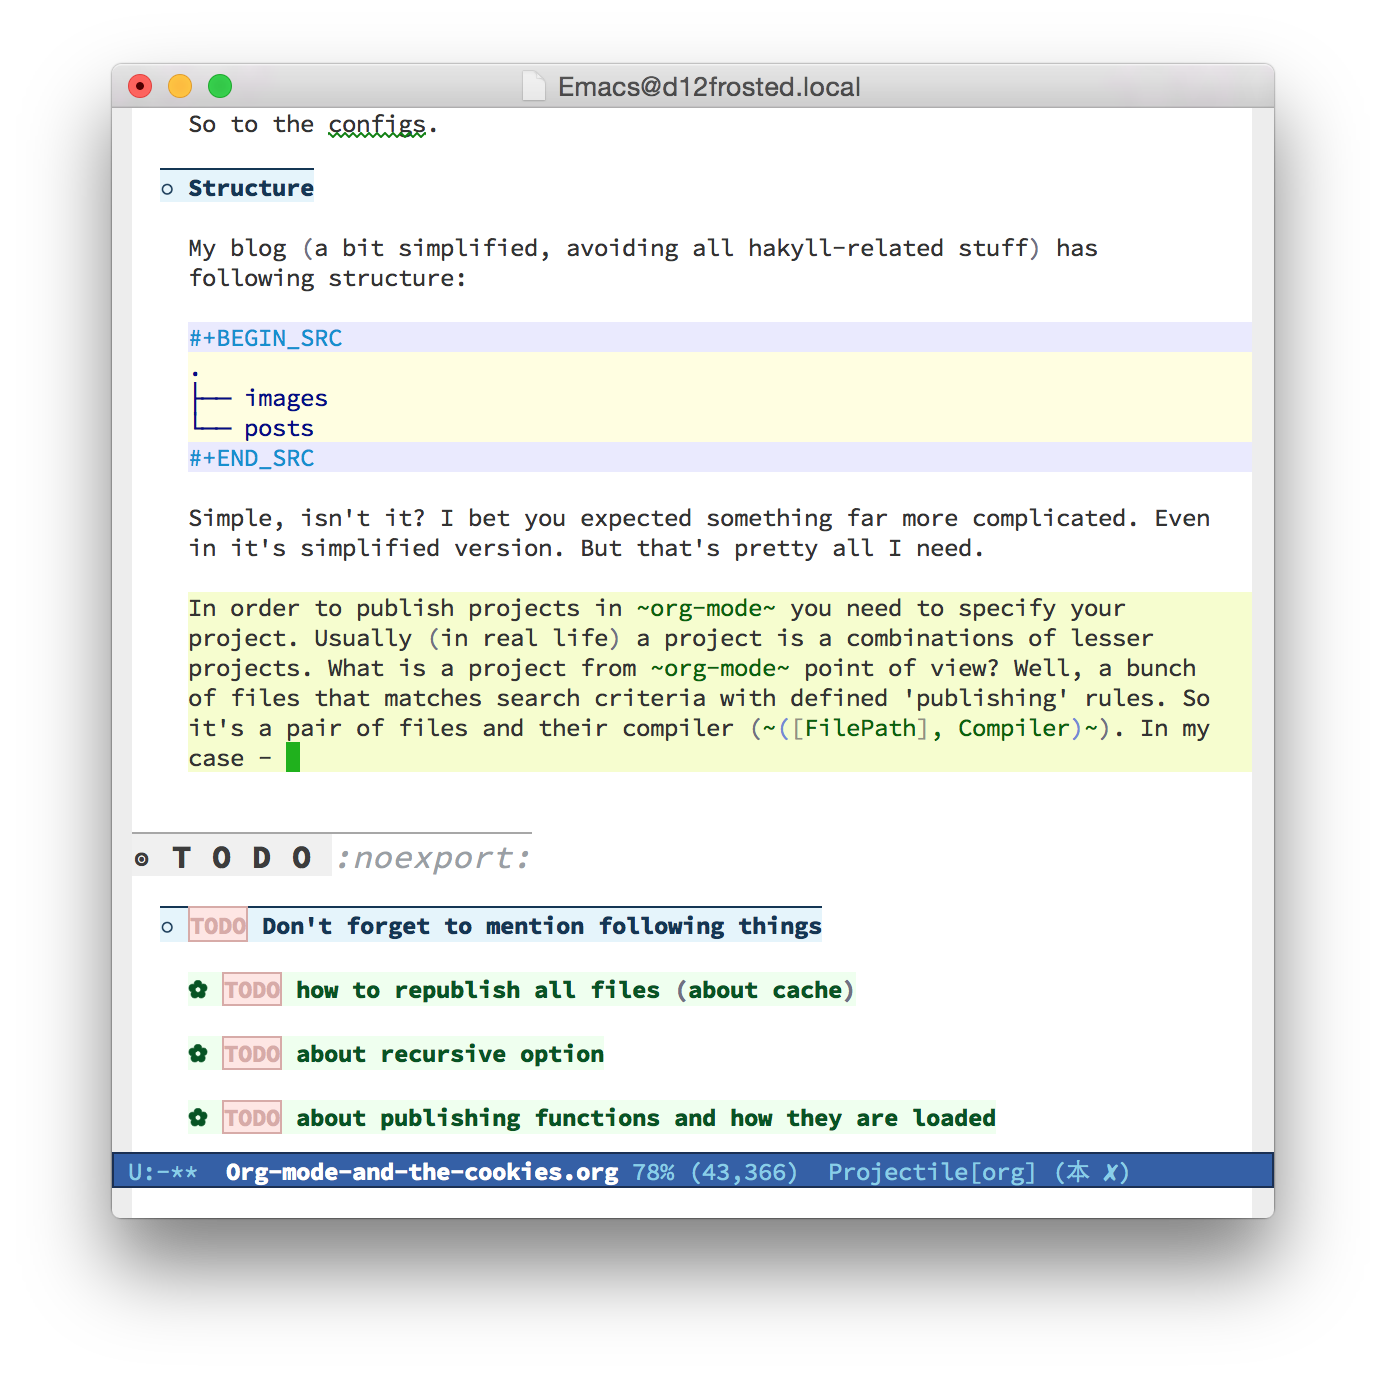 Emacs@d12frosted.local
So to the configs.
○ Structure
My blog (a bit simplified, avoiding all hakyll-related stuff) has
following structure:
#+BEGIN_SRC
.
├── images
└── posts
#+END_SRC
Simple, isn't it? I bet you expected something far more complicated. Even
in it's simplified version. But that's pretty all I need.
In order to publish projects in ~org-mode~ you need to specify your
project. Usually (in real life) a project is a combinations of lesser
projects. What is a project from ~org-mode~ point of view? Well, a bunch
of files that matches search criteria with defined 'publishing' rules. So
it's a pair of files and their compiler (~([FilePath], Compiler)~). In my
case -
◉ T O D O :noexport:
○ TODO Don't forget to mention following things
✿ TODO how to republish all files (about cache)
✿ TODO about recursive option
✿ TODO about publishing functions and how they are loaded
U:-** Org-mode-and-the-cookies.org 78% (43,366) Projectile[org] (本 ✗)